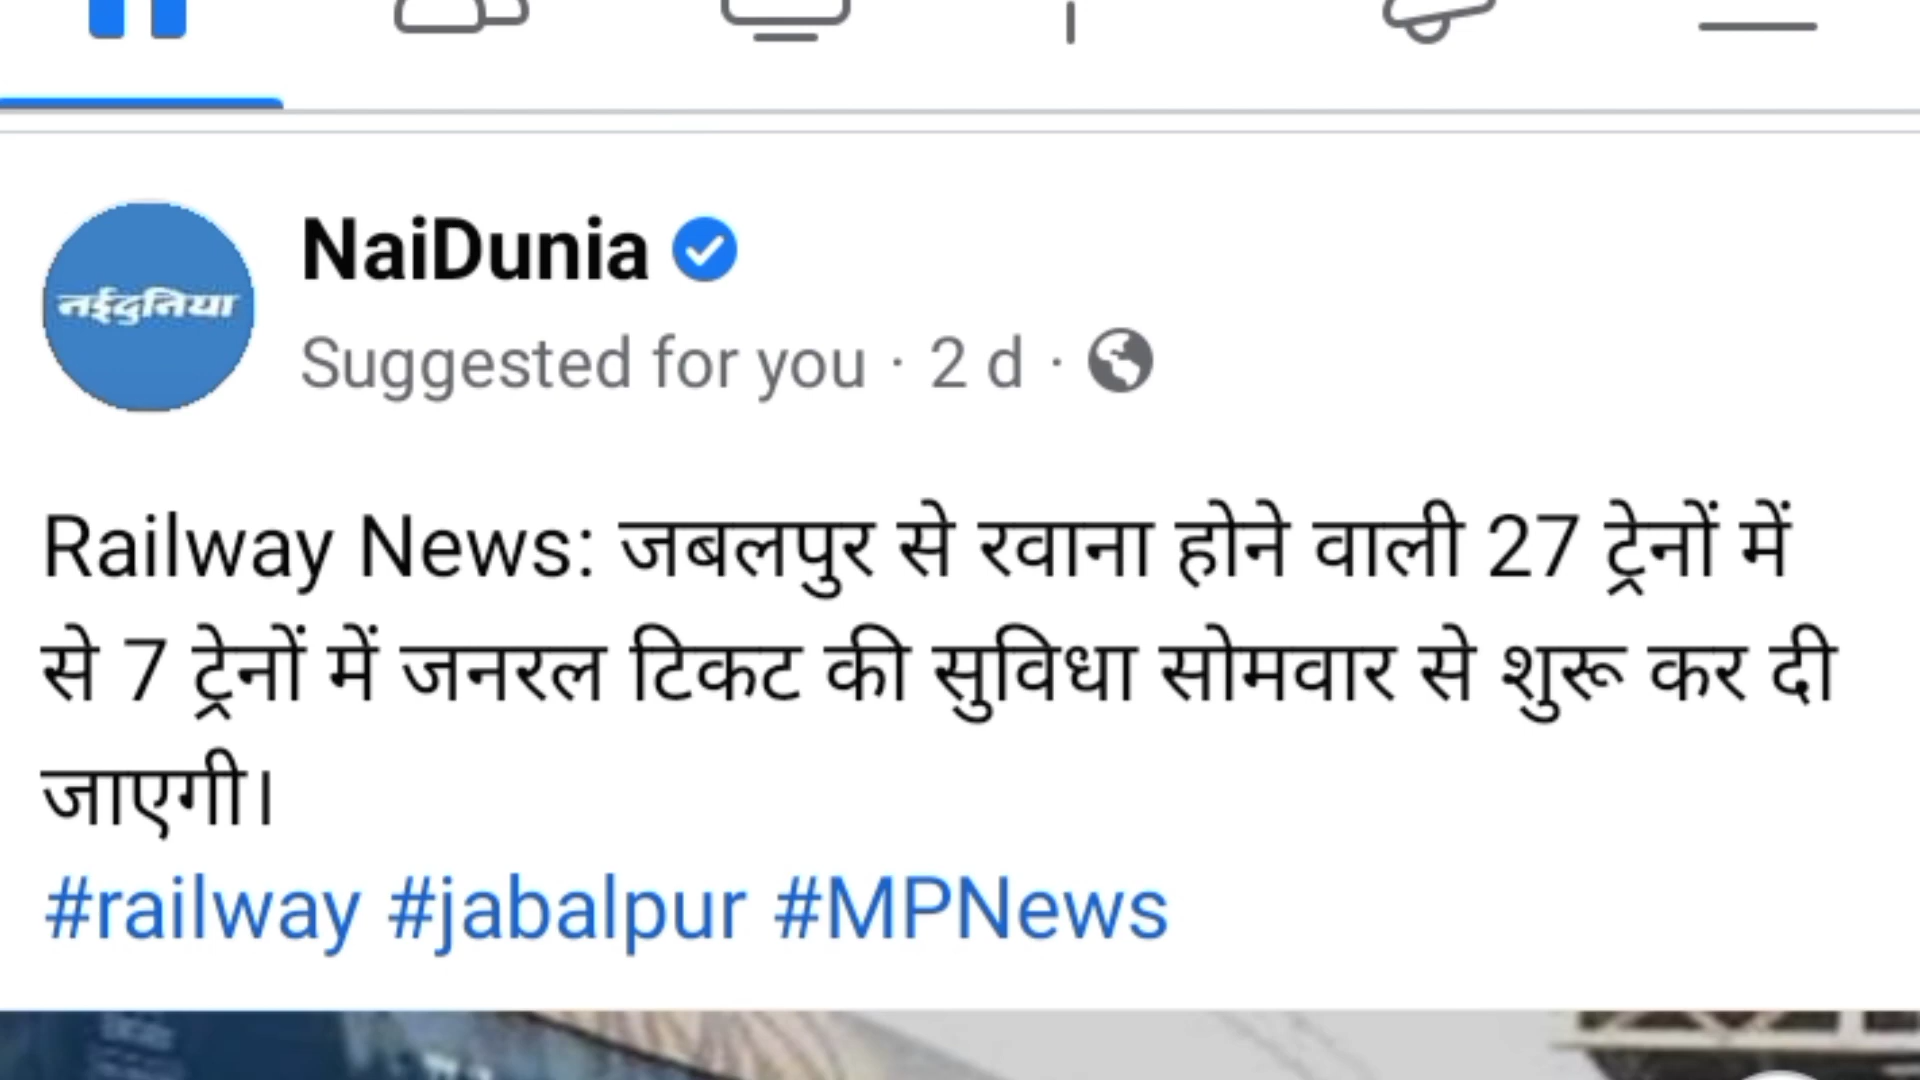 नईदुनिया
NaiDunia
Suggested for you · 2 d ·
Railway News: जबलपुर से रवाना होने वाली 27 ट्रेनों में
से 7 ट्रेनों में जनरल टिकट की सुविधा सोमवार से शुरू कर दी
जाएगी।
#railway #jabalpur #MPNews